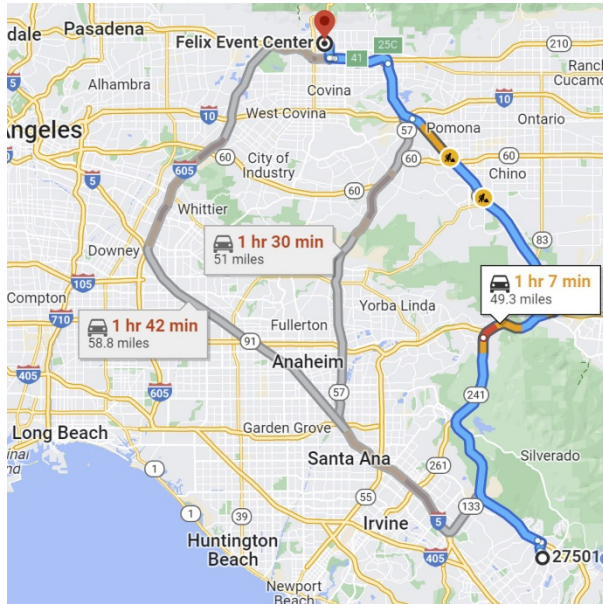 dale
Pasadena
Felix Event Center
25C
41
210
Ranch
Cucamo
Alhambra
Covina
10
Angeles
West Covina
10
57
Pomona
Ontario
605
City of
Industry
60
60
60
Chino
5
60
Whittier
Downey
1 hr 30 min
51 miles
83
105
Compton
1 hr 7 min
49.3 miles
1 hr 42 min
58.8 miles
710
Yorba Linda
Fullerton
91
Anaheim
405
605
57
241
Long Beach
Garden Grove
Silverado
1
Santa Ana
261
55
133
1
39
Irvine
5
Huntington
Beach
405
27501
Newport
Beach